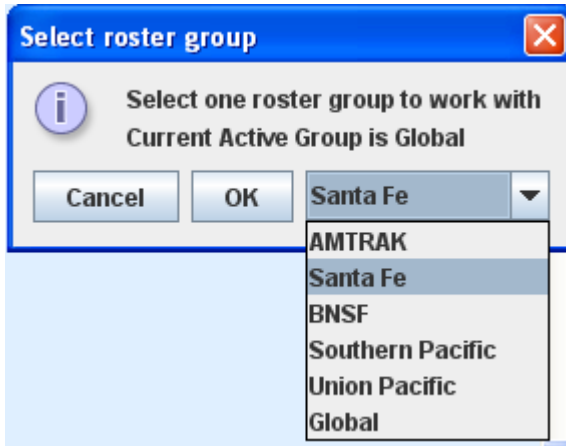 Select roster group
Select one roster group to work with
Current Active Group is Global
Cancel OK Santa Fe
AMTRAK
Santa Fe
BNSF
Southern Pacific
Union Pacific
Global